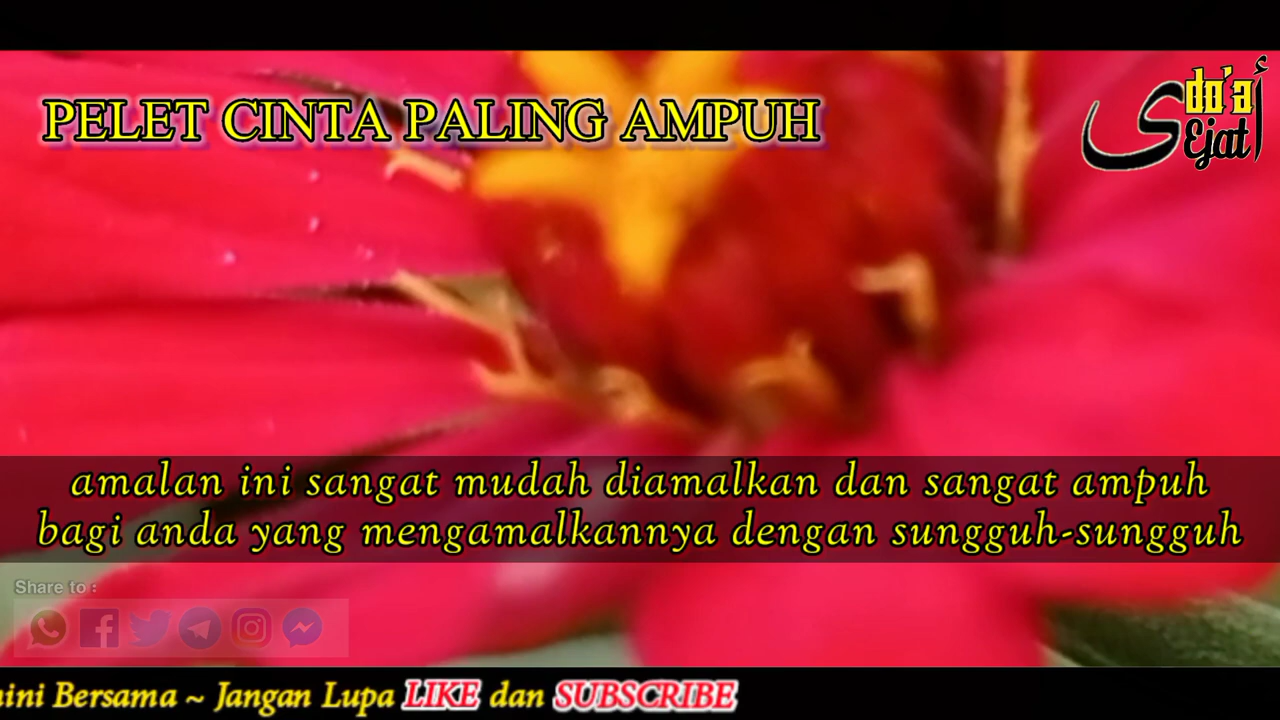 PELET CINTA PALING AMPUH
do'a
Ejati
amalan ini sangat mudah diamalkan dan sangat ampuh
bagi anda yang mengamalkannya dengan sungguh-sungguh
Share to :
Bersama ~ Jangan Lupa LIKE dan SUBSCRIBE